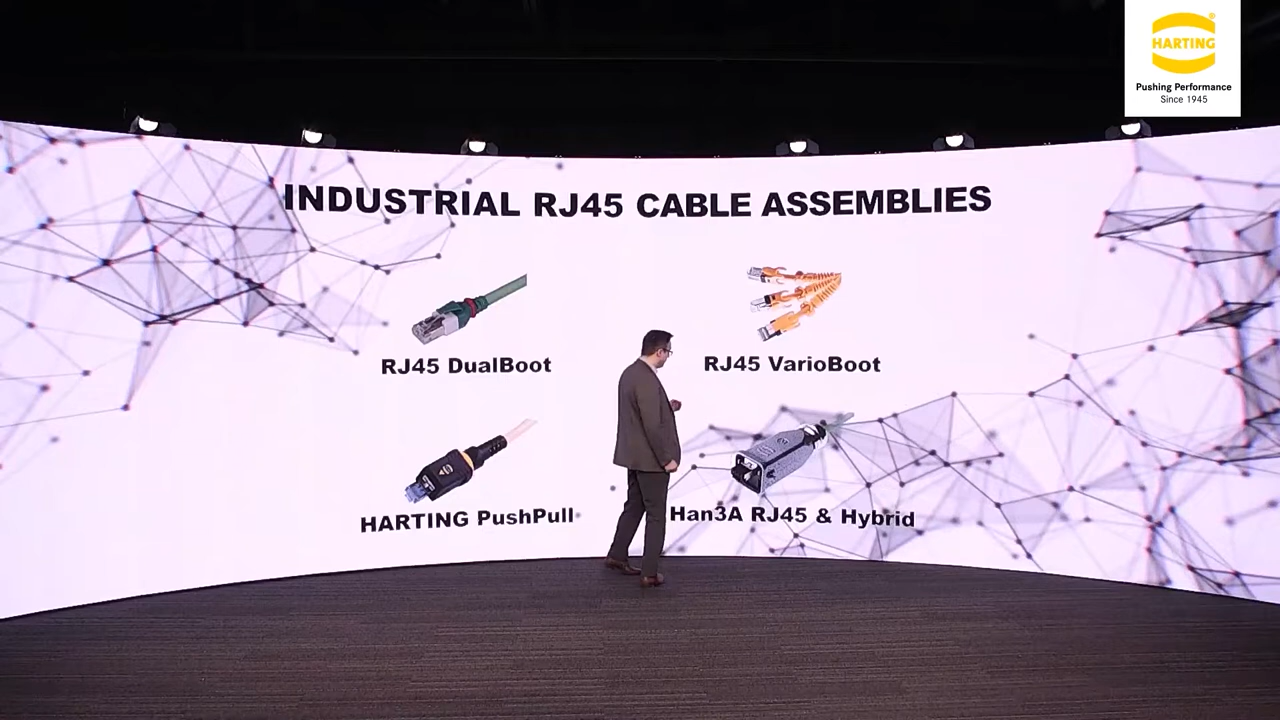 HARTING
Pushing Performance
Since 1945
INDUSTRIAL RJ45 CABLE ASSEMBLIES
RJ45 DualBoot
RJ45 VarioBoot
HARTING PushPull
Han3A RJ45 & Hybrid